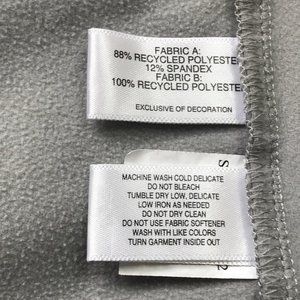 FABRIC A:
88% RECYCLED POLYESTER
12% SPANDEX
FABRIC B:
100% RECYCLED POLYESTER
EXCLUSIVE OF DECORATION
MACHINE WASH COLD DELICATE
DO NOT BLEACH
TUMBLE DRY LOW, DELICATE
LOW IRON AS NEEDED
DO NOT DRY CLEAN
DO NOT USE FABRIC SOFTENER
WASH WITH LIKE COLORS
TURN GARMENT INSIDE OUT